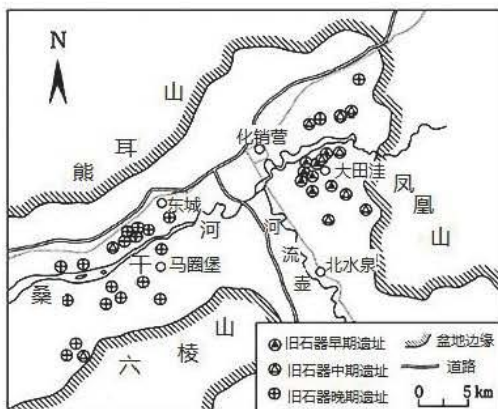 N
熊耳山
化销营
大田洼
凤凰山
东城
桑干河
马圈堡
壶流河
北水泉
六棱山
旧石器早期遗址
旧石器中期遗址
旧石器晚期遗址
盆地边缘
道路
0 5 km